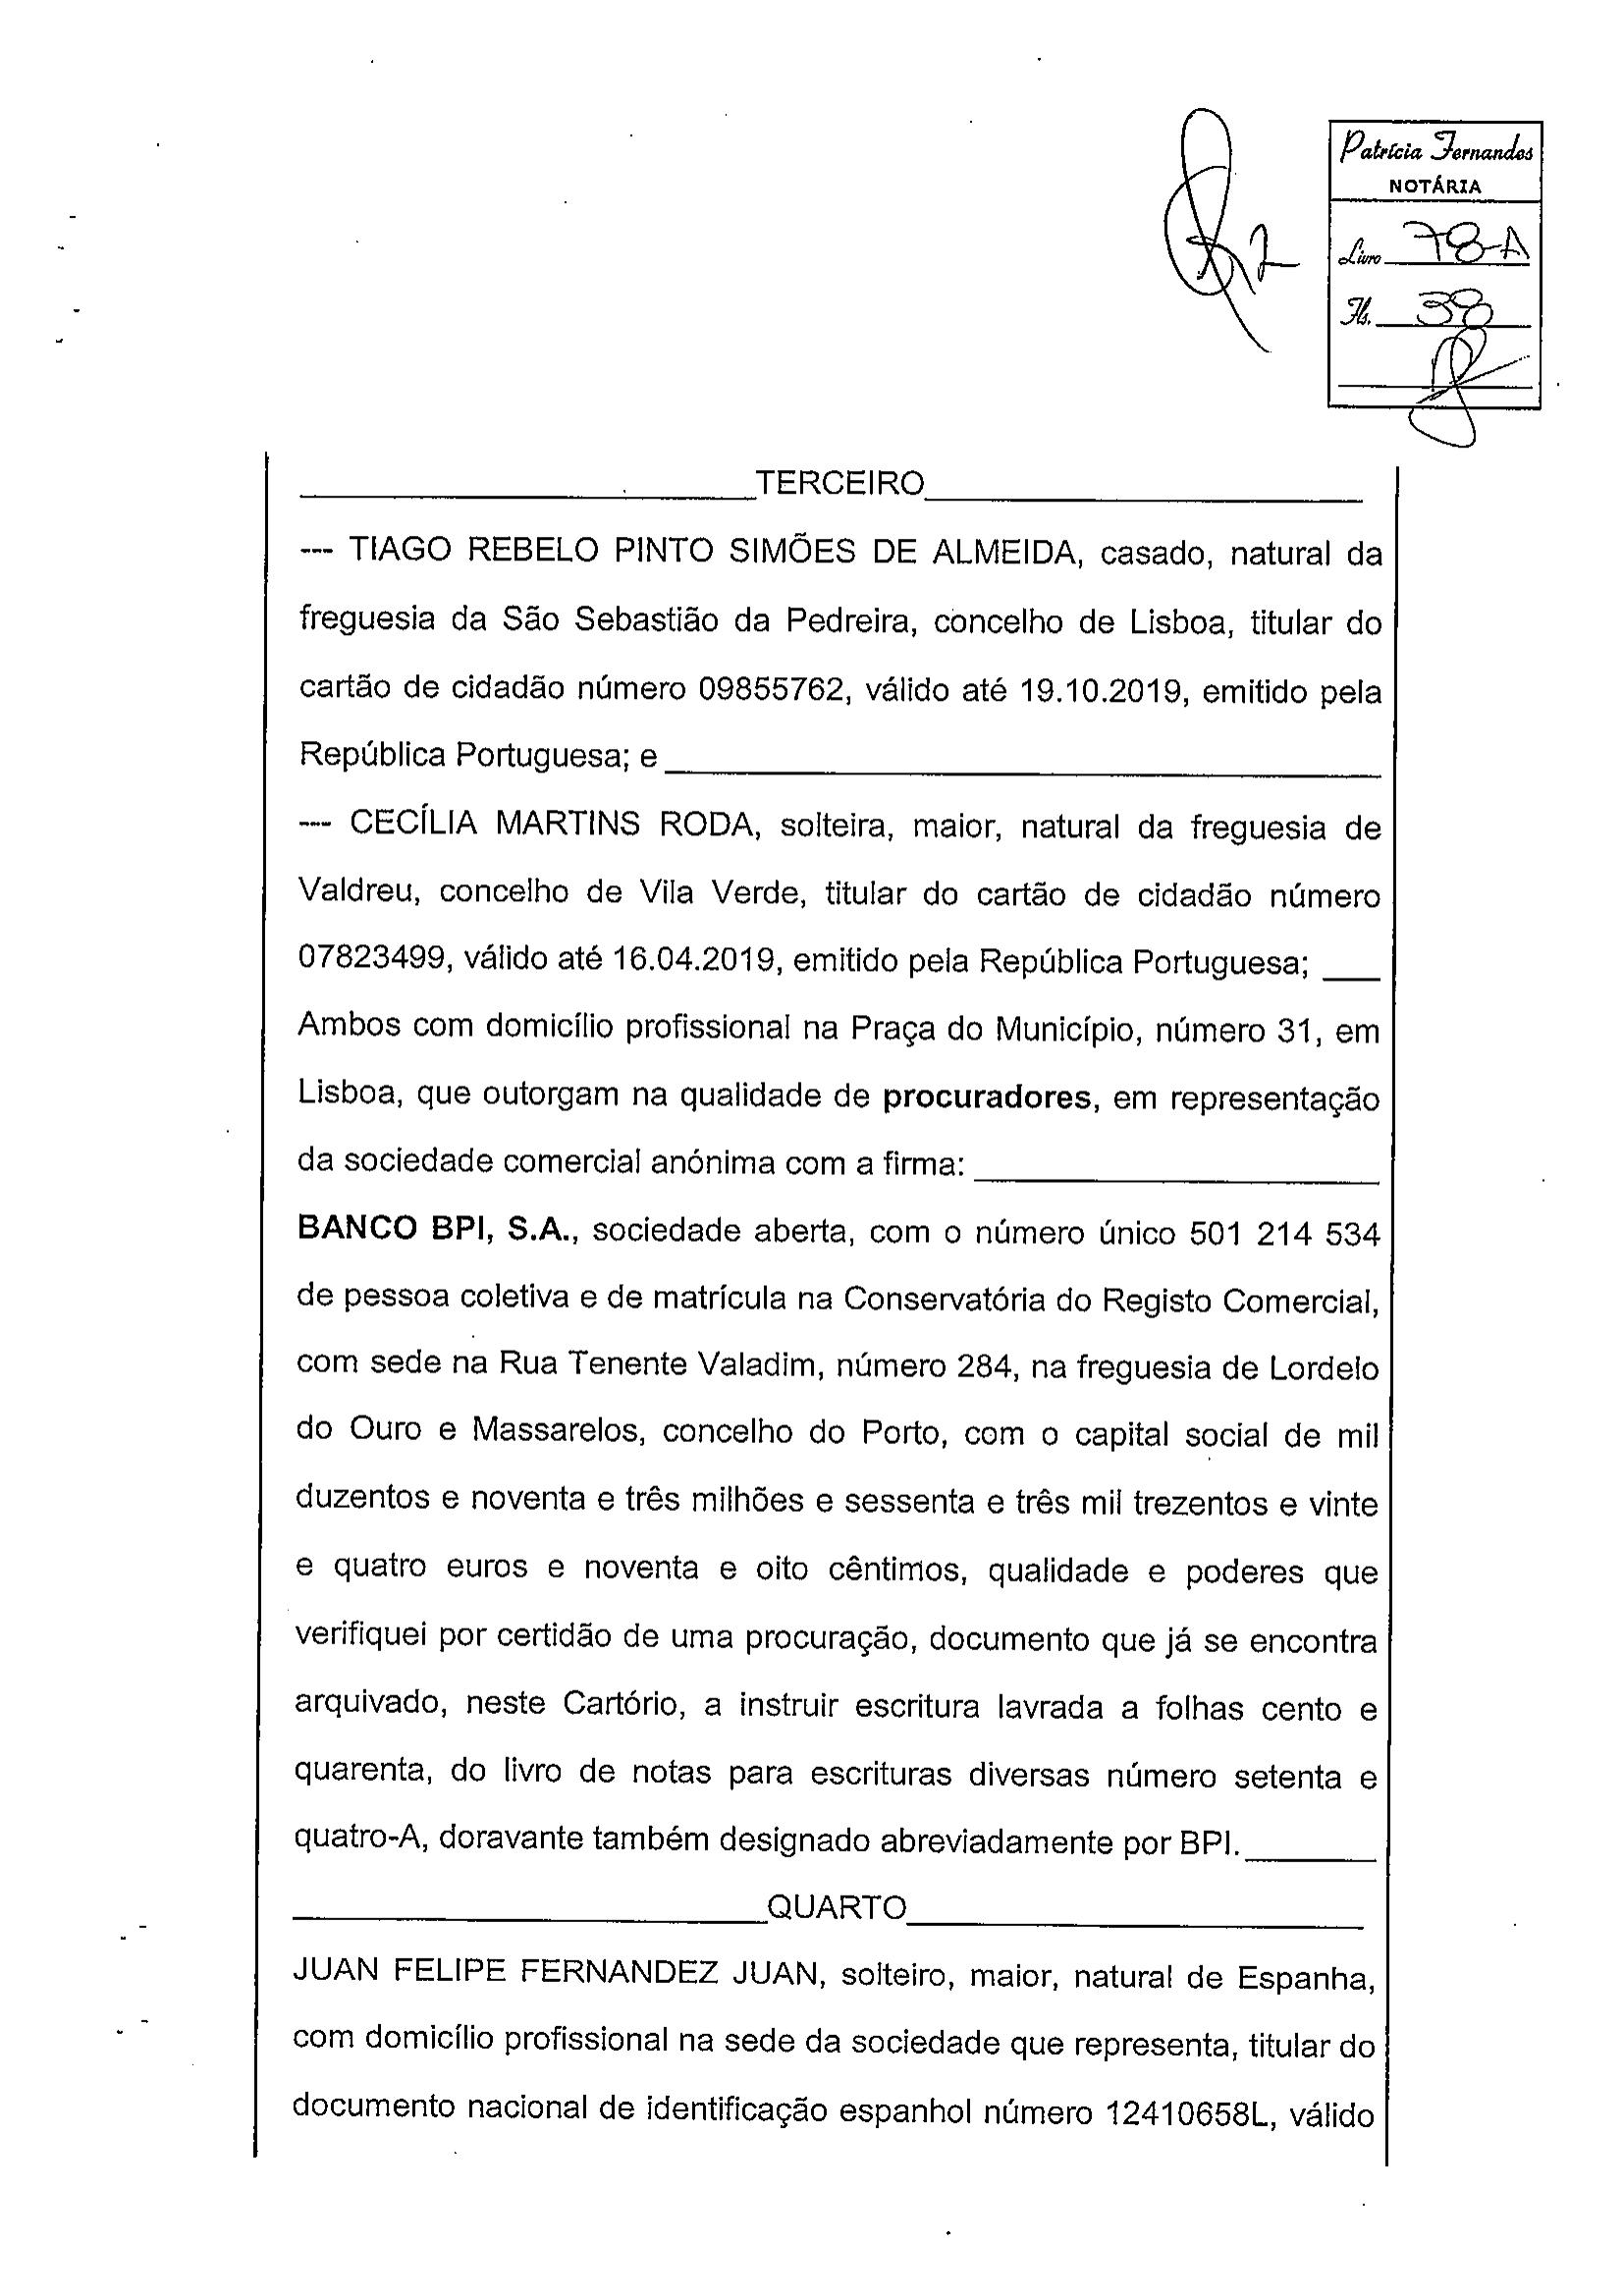 Patrícia Fernandes
NOTÁRIA
Livro 78-A
Fls. 38
TERCEIRO
--- TIAGO REBELO PINTO SIMÕES DE ALMEIDA, casado, natural da
freguesia da São Sebastião da Pedreira, concelho de Lisboa, titular do
cartão de cidadão número 09855762, válido até 19.10.2019, emitido pela
República Portuguesa; e
--- CECÍLIA MARTINS RODA, solteira, maior, natural da freguesia de
Valdreu, concelho de Vila Verde, titular do cartão de cidadão número
07823499, válido até 16.04.2019, emitido pela República Portuguesa;
Ambos com domicílio profissional na Praça do Município, número 31, em
Lisboa, que outorgam na qualidade de procuradores, em representação
da sociedade comercial anónima com a firma:
BANCO BPI, S.A., sociedade aberta, com o número único 501 214 534
de pessoa coletiva e de matrícula na Conservatória do Registo Comercial,
com sede na Rua Tenente Valadim, número 284, na freguesia de Lordelo
do Ouro e Massarelos, concelho do Porto, com o capital social de mil
duzentos e noventa e três milhões e sessenta e três mil trezentos e vinte
e quatro euros e noventa e oito cêntimos, qualidade e poderes que
verifiquei por certidão de uma procuração, documento que já se encontra
arquivado, neste Cartório, a instruir escritura lavrada a folhas cento e
quarenta, do livro de notas para escrituras diversas número setenta e
quatro-A, doravante também designado abreviadamente por BPI.
QUARTO
JUAN FELIPE FERNANDEZ JUAN, solteiro, maior, natural de Espanha,
com domicílio profissional na sede da sociedade que representa, titular do
documento nacional de identificação espanhol número 12410658L, válido